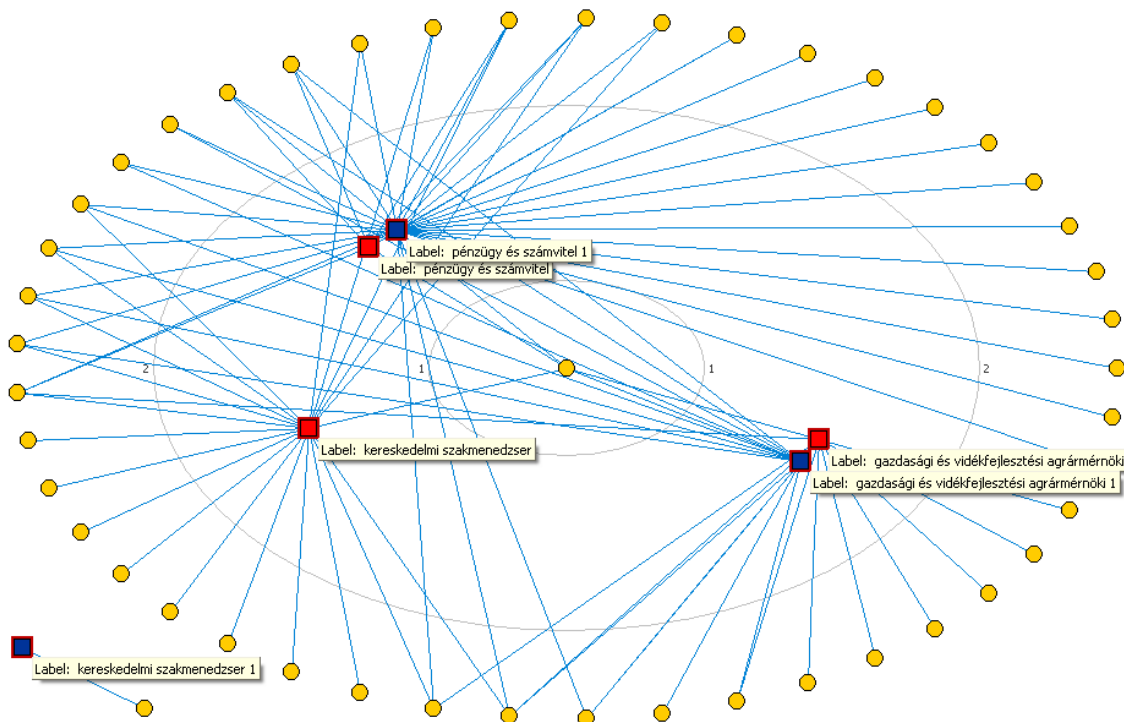 Label: pénzügy és számvitel 1
Label: pénzügy és számvitel
2
1
1
2
Label: kereskedelmi szakmenedzser
Label: gazdasági és vidékfejlesztési agrármérnöki
Label: gazdasági és vidékfejlesztési agrármérnöki 1
Label: kereskedelmi szakmenedzser 1